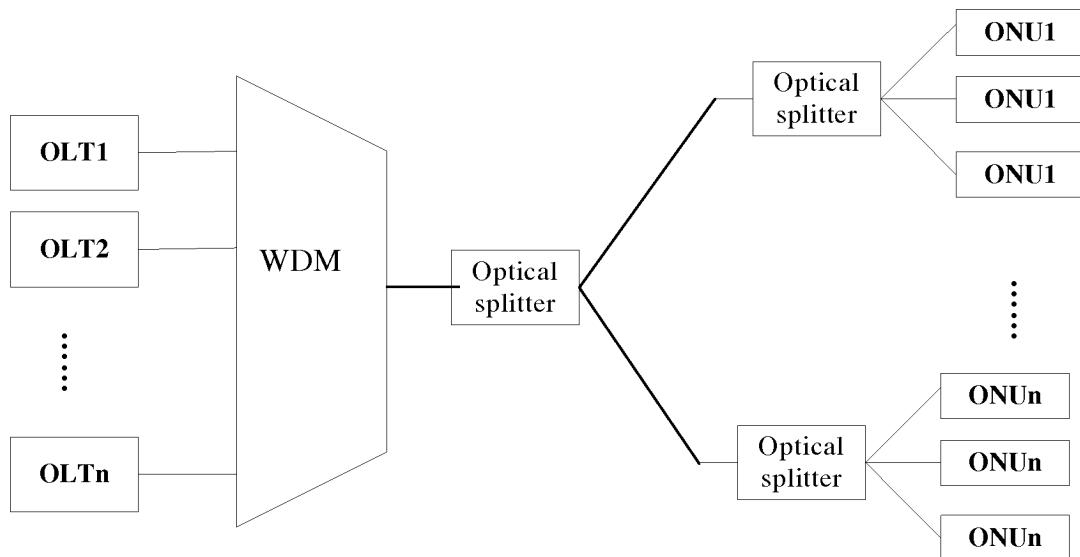 OLT1
OLT2
OLTn
WDM
Optical
splitter
Optical
splitter
ONU1
ONU1
ONU1
Optical
splitter
ONUn
ONUn
ONUn